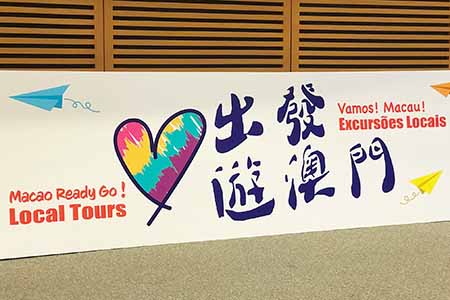 Macao Ready Go!
Local Tours
出發
遊澳門
Vamos! Macau!
Excursões Locais